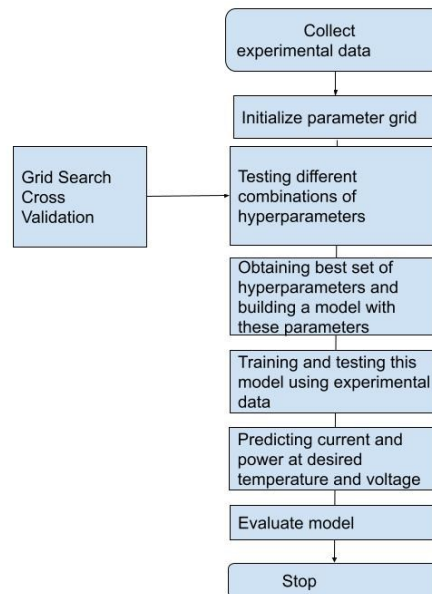 Collect
experimental data
Initialize parameter grid
Grid Search
Cross
Validation
Testing different
combinations of
hyperparameters
Obtaining best set of
hyperparameters and
building a model with
these parameters
Training and testing this
model using experimental
data
Predicting current and
power at desired
temperature and voltage
Evaluate model
Stop